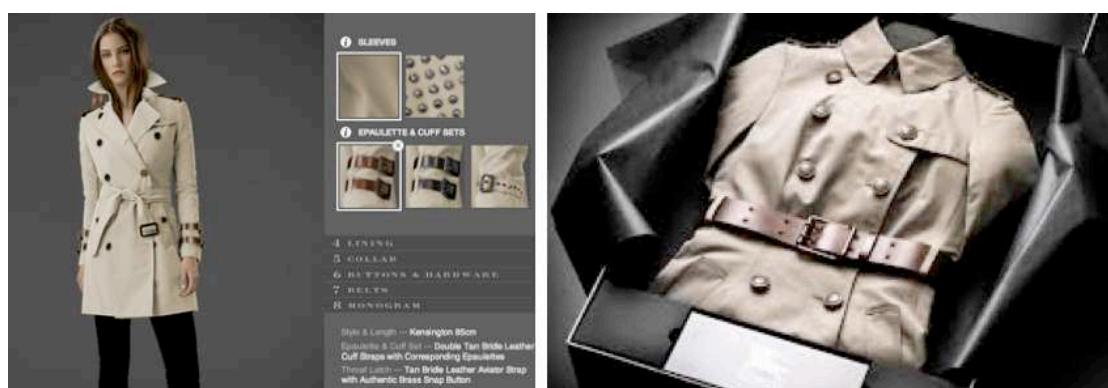 i SLEEVES
i EPAULETTE & CUFF SETS
4 LINING
5 COLLAR
6 BUTTONS & HARDWARE
7 BELTS
8 MONOGRAM
Style & Length — Kensington 85cm
Epaulette & Cuff Set — Double Tan Bridle Leather
Cuff Straps with Corresponding Epaulettes
Throat Latch — Tan Bridle Leather Aviator Strap
with Authentic Brass Snap Button